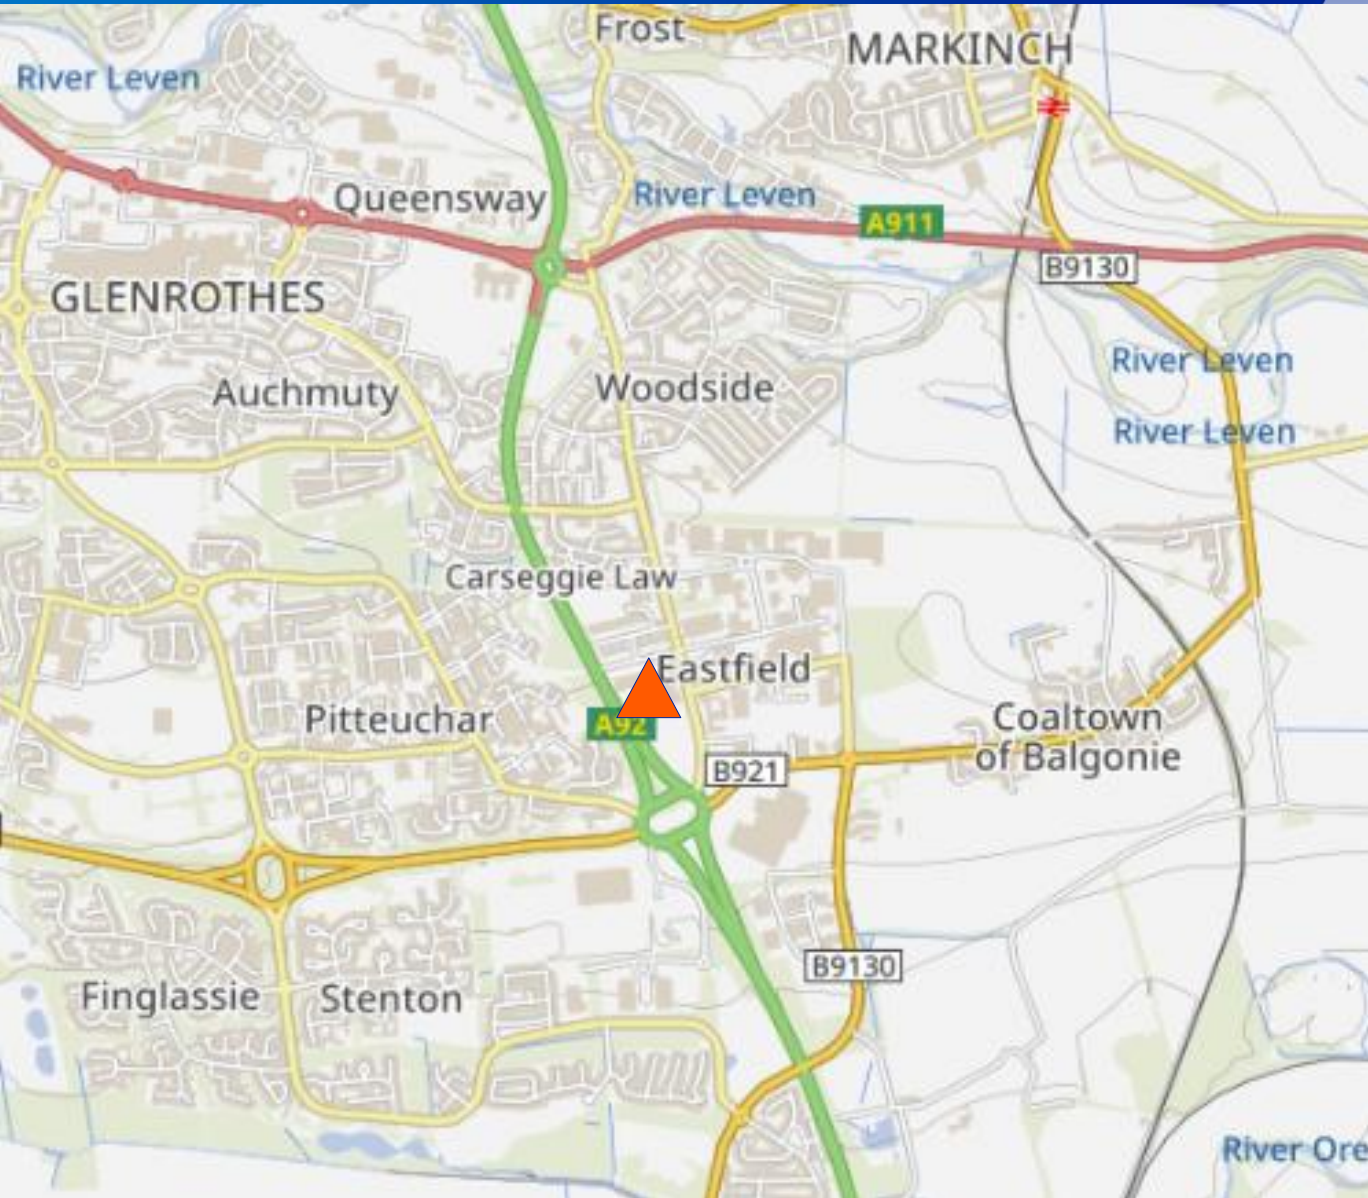 Frost
MARKINCH
River Leven
Queensway
River Leven
A911
B9130
GLENROTHES
River Leven
Auchmuty
Woodside
River Leven
Carseggie Law
Eastfield
Pitteuchar
A92
Coaltown
of Balgonie
B921
B9130
Finglassie
Stenton
River Ore